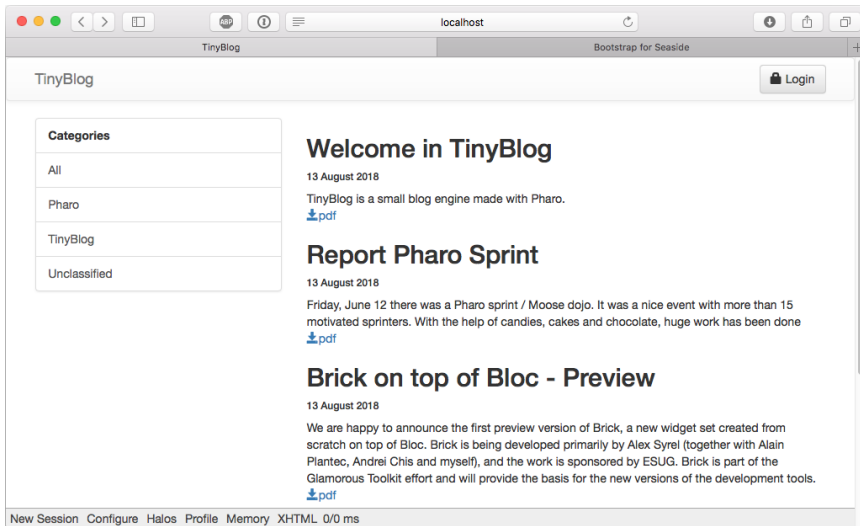 localhost
TinyBlog
Bootstrap for Seaside
TinyBlog
Login
Categories
All
Pharo
TinyBlog
Unclassified
Welcome in TinyBlog
13 August 2018
TinyBlog is a small blog engine made with Pharo.
pdf
Report Pharo Sprint
13 August 2018
Friday, June 12 there was a Pharo sprint / Moose dojo. It was a nice event with more than 15
motivated sprinters. With the help of candies, cakes and chocolate, huge work has been done
pdf
Brick on top of Bloc - Preview
13 August 2018
We are happy to announce the first preview version of Brick, a new widget set created from
scratch on top of Bloc. Brick is being developed primarily by Alex Syrel (together with Alain
Plantec, Andrei Chis and myself), and the work is sponsored by ESUG. Brick is part of the
Glamorous Toolkit effort and will provide the basis for the new versions of the development tools.
pdf
New Session Configure Halos Profile Memory XHTML 0/0 ms